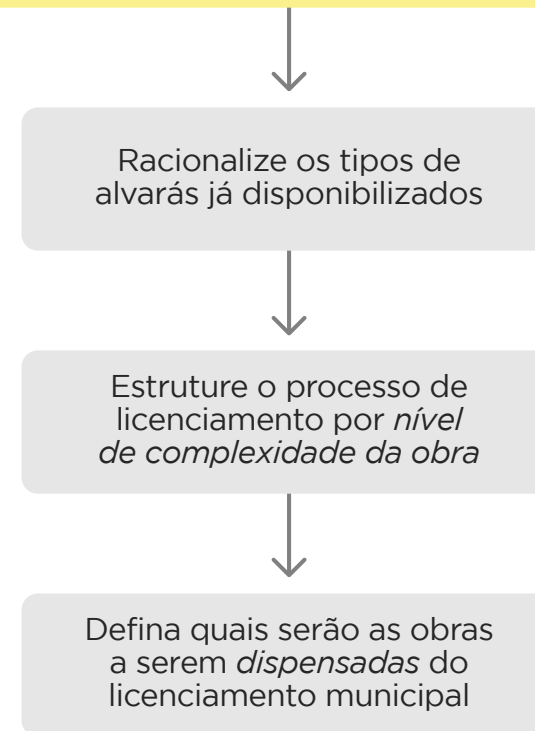 Racionalize os tipos de
alvarás já disponibilizados
Estruture o processo de
licenciamento por nível
de complexidade da obra
Defina quais serão as obras
a serem dispensadas do
licenciamento municipal